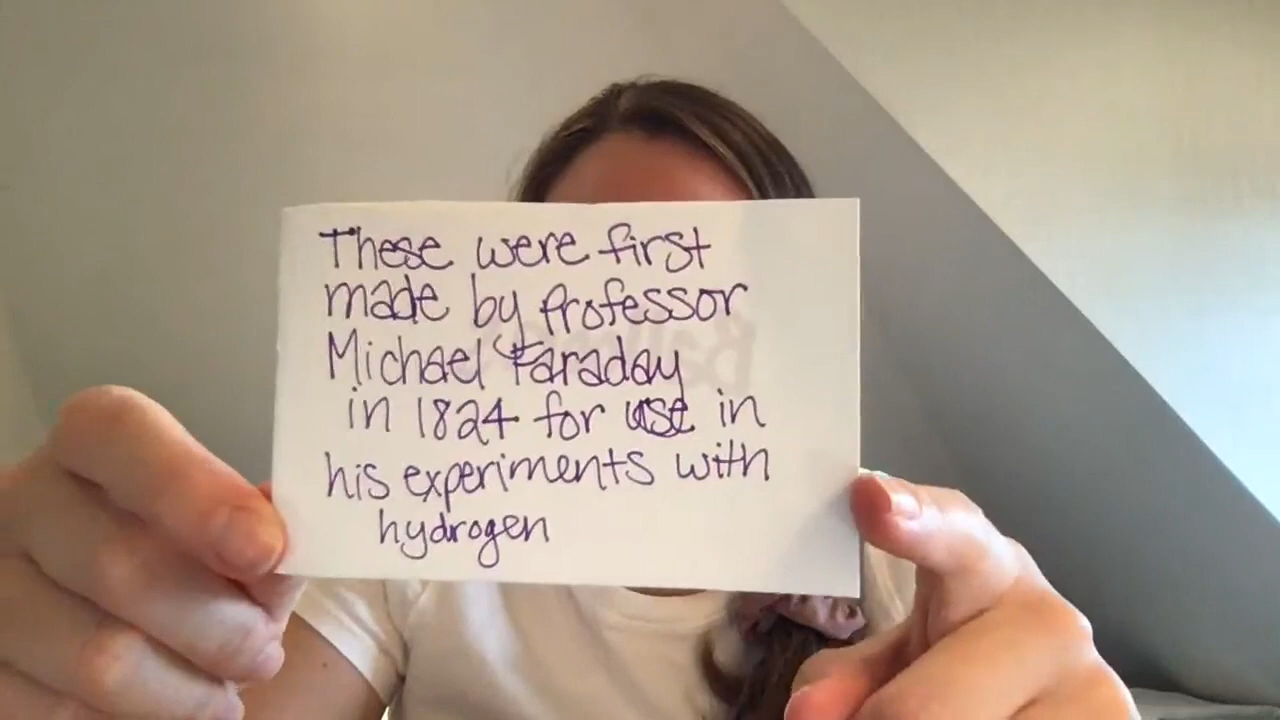 These were first
made by Professor
Michael Faraday
in 1824 for use in
his experiments with
hydrogen